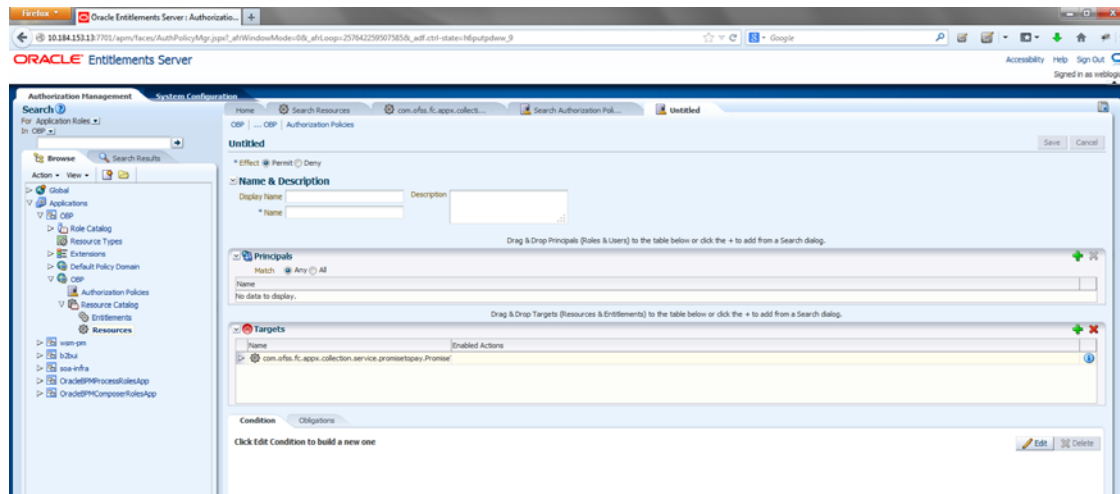 Firefox
Oracle Entitlements Server : Authorizatio...
10.184.153.13:7701/apm/faces/AuthPolicyMgr.jspx?_afrWindowMode=0&_afrLoop=2576422595073858&_adf.ctrl-state=h6putpdww_9
Google
ORACLE Entitlements Server
Accessibility Help Sign Out
Signed in as weblogic
Authorization Management System Configuration
Search
For Application Roles
In OBP
Home Search Resources com.ofss.fc.appx.collecti... Search Authorization Poli... Untitled
OBP | ... OBP | Authorization Policies
Untitled
Save Cancel
Browse Search Results
Action View
Global
Applications
OBP
Role Catalog
Resource Types
Extensions
Default Policy Domain
OBP
Authorization Policies
Resource Catalog
Entitlements
Resources
wsm-pm
b2bui
soa-infra
OracleBPMProcessRolesApp
OracleBPMComposerRolesApp
* Effect Permit Deny
Name & Description
Display Name
Description
* Name
Drag & Drop Principals (Roles & Users) to the table below or click the + to add from a Search dialog.
Principals
Match Any All
Name
No data to display.
Drag & Drop Targets (Resources & Entitlements) to the table below or click the + to add from a Search dialog.
Targets
Name Enabled Actions
com.ofss.fc.appx.collection.service.promisetopay.Promise
Condition Obligations
Click Edit Condition to build a new one
Edit Delete